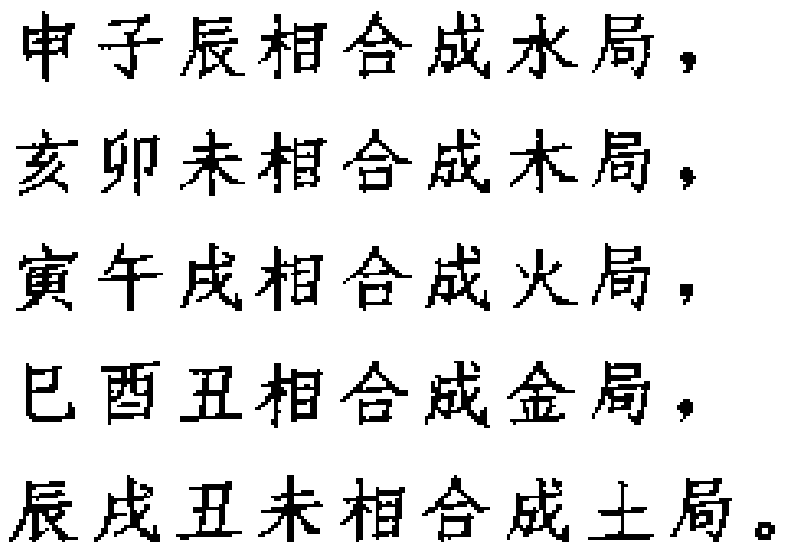 申子辰相合成水局，
亥卯未相合成木局，
寅午戌相合成火局，
巳酉丑相合成金局，
辰戌丑未相合成土局。